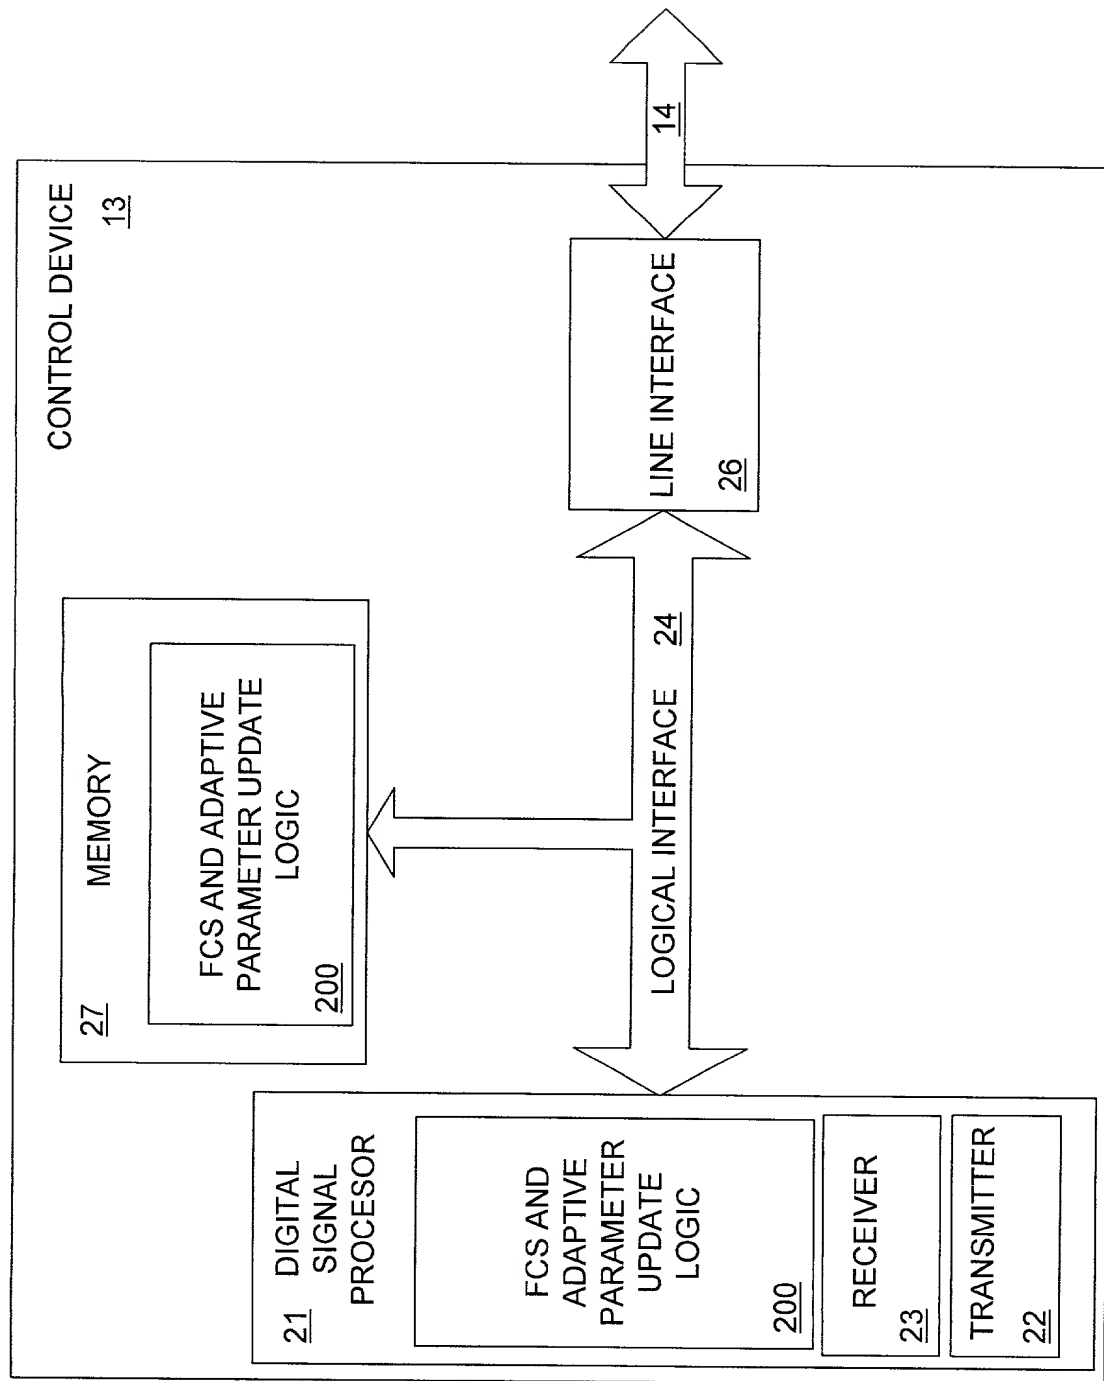 CONTROL DEVICE
13
MEMORY
27
FCS AND ADAPTIVE
PARAMETER UPDATE
LOGIC
200
DIGITAL
SIGNAL
PROCESOR
21
FCS AND
ADAPTIVE
PARAMETER
UPDATE
LOGIC
200
RECEIVER
23
TRANSMITTER
22
LOGICAL INTERFACE 24
LINE INTERFACE
26
14